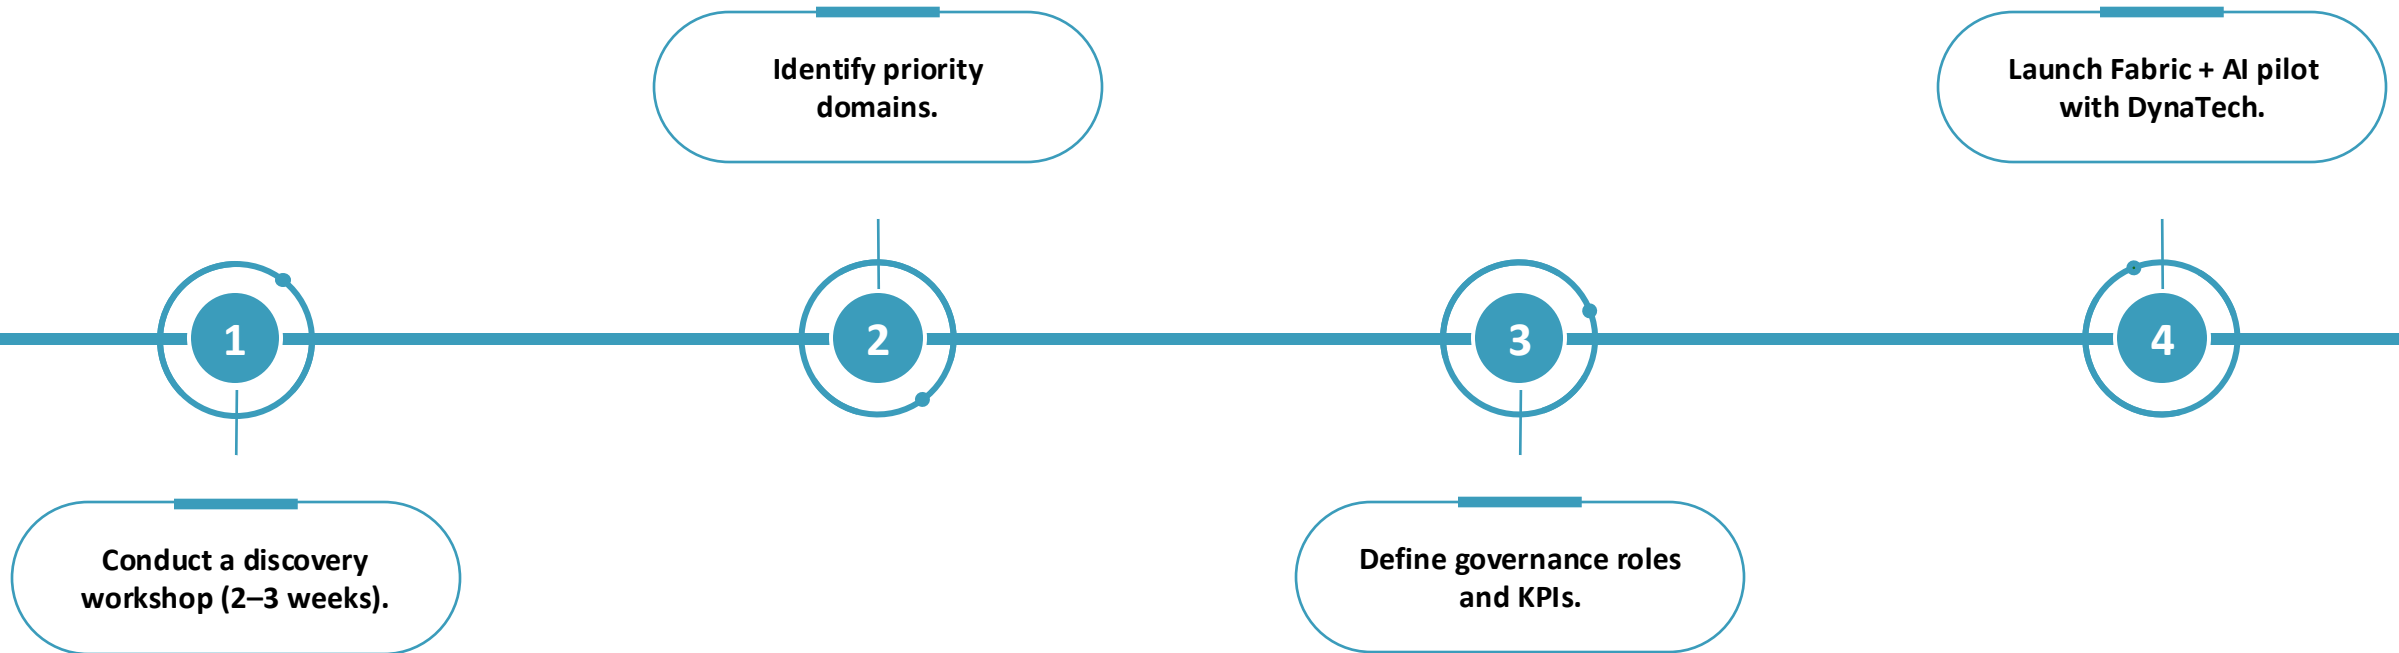 1
Conduct a discovery
workshop (2–3 weeks).
2
Identify priority
domains.
3
Define governance roles
and KPIs.
4
Launch Fabric + AI pilot
with DynaTech.